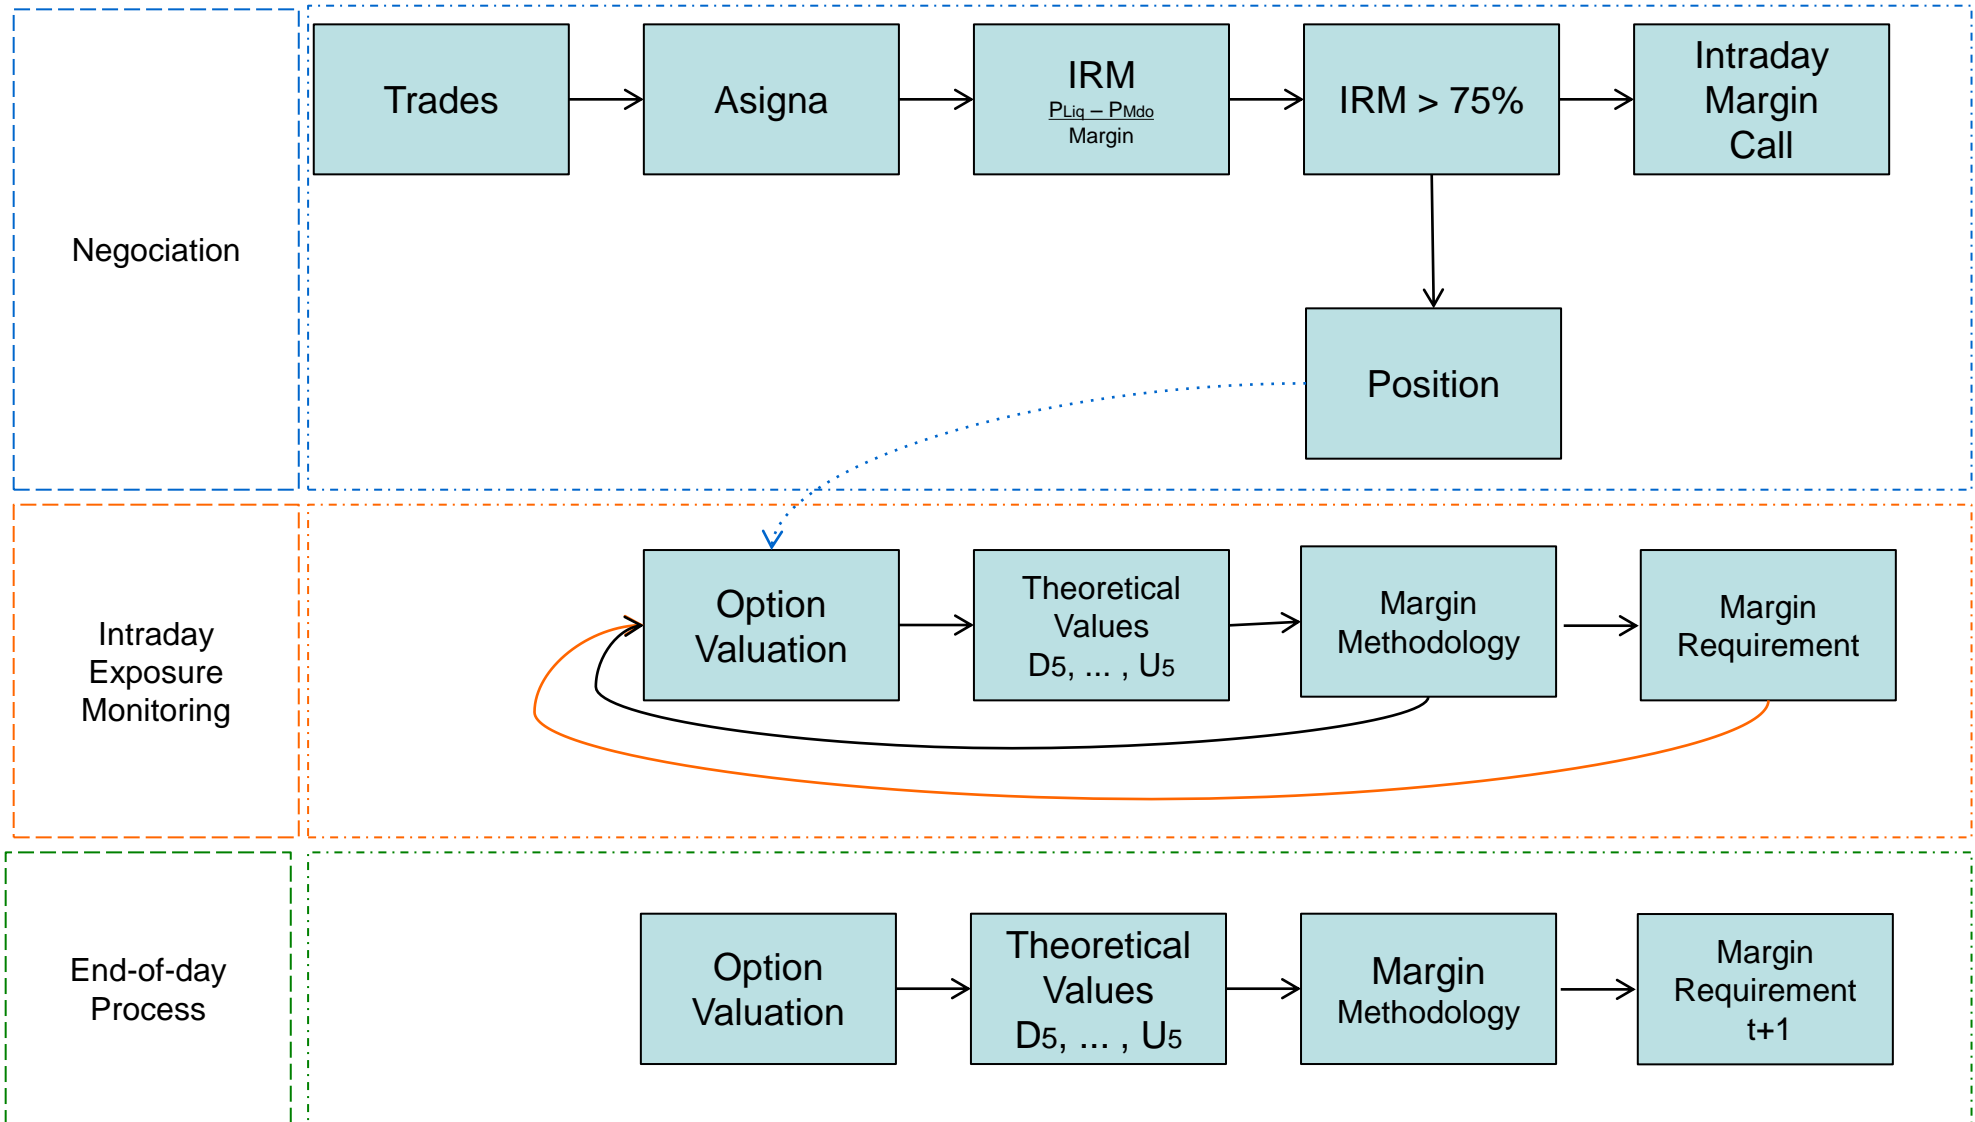 Negociation
Trades
Asigna
IRM
PLiq – PMdo
Margin
IRM > 75%
Intraday
Margin
Call
Position
Intraday
Exposure
Monitoring
Option
Valuation
Theoretical
Values
D5, ... , U5
Margin
Methodology
Margin
Requirement
End-of-day
Process
Option
Valuation
Theoretical
Values
D5, ... , U5
Margin
Methodology
Margin
Requirement
t+1